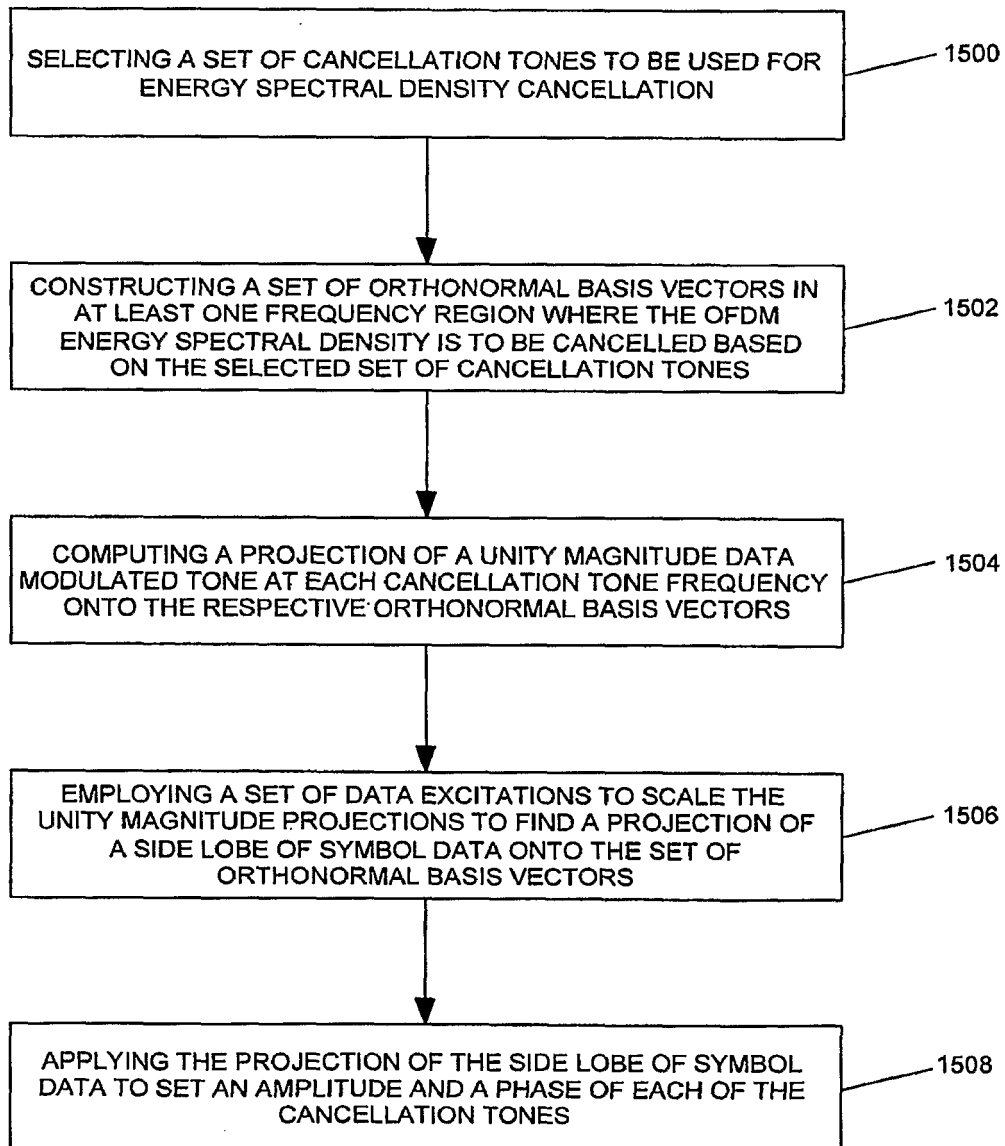 SELECTING A SET OF CANCELLATION TONES TO BE USED FOR
ENERGY SPECTRAL DENSITY CANCELLATION
1500
CONSTRUCTING A SET OF ORTHONORMAL BASIS VECTORS IN
AT LEAST ONE FREQUENCY REGION WHERE THE OFDM
ENERGY SPECTRAL DENSITY IS TO BE CANCELLED BASED
ON THE SELECTED SET OF CANCELLATION TONES
1502
COMPUTING A PROJECTION OF A UNITY MAGNITUDE DATA
MODULATED TONE AT EACH CANCELLATION TONE FREQUENCY
ONTO THE RESPECTIVE ORTHONORMAL BASIS VECTORS
1504
EMPLOYING A SET OF DATA EXCITATIONS TO SCALE THE
UNITY MAGNITUDE PROJECTIONS TO FIND A PROJECTION OF
A SIDE LOBE OF SYMBOL DATA ONTO THE SET OF
ORTHONORMAL BASIS VECTORS
1506
APPLYING THE PROJECTION OF THE SIDE LOBE OF SYMBOL
DATA TO SET AN AMPLITUDE AND A PHASE OF EACH OF THE
CANCELLATION TONES
1508